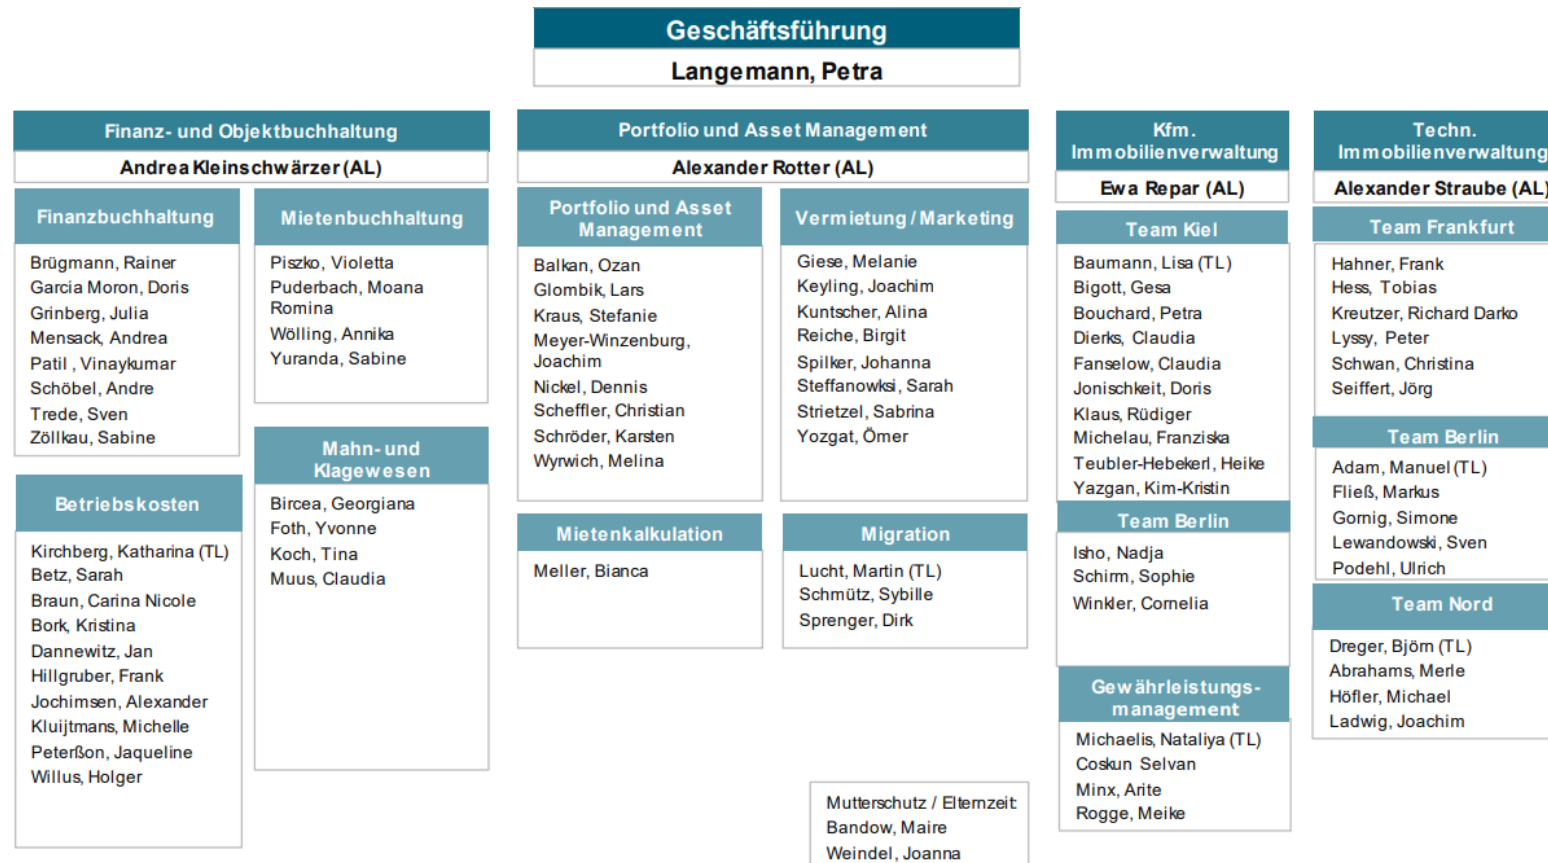 Geschäftsführung
Langemann, Petra
Finanz- und Objektbuchhaltung
Andrea Kleinschwärzer (AL)
Finanzbuchhaltung
Brügmann, Rainer
Garcia Moron, Doris
Grinberg, Julia
Mensack, Andrea
Patil , Vinaykumar
Schöbel, Andre
Trede, Sven
Zöllkau, Sabine
Betriebskosten
Kirchberg, Katharina (TL)
Betz, Sarah
Braun, Carina Nicole
Bork, Kristina
Dannewitz, Jan
Hillgruber, Frank
Jochimsen, Alexander
Kluijtmans, Michelle
Peterßon, Jaqueline
Willus, Holger
Mietenbuchhaltung
Piszko, Violetta
Puderbach, Moana
Romina
Wölling, Annika
Yuranda, Sabine
Mahn- und
Klagewesen
Bircea, Georgiana
Foth, Yvonne
Koch, Tina
Muus, Claudia
Portfolio und Asset Management
Alexander Rotter (AL)
Portfolio und Asset
Management
Balkan, Ozan
Glombik, Lars
Kraus, Stefanie
Meyer-Winzenburg,
Joachim
Nickel, Dennis
Scheffler, Christian
Schröder, Karsten
Wyrwich, Melina
Mietenkalkulation
Meller, Bianca
Vermietung / Marketing
Giese, Melanie
Keyling, Joachim
Kuntscher, Alina
Reiche, Birgit
Spilker, Johanna
Steffanowksi, Sarah
Strietzel, Sabrina
Yozgat, Ömer
Migration
Lucht, Martin (TL)
Schmütz, Sybille
Sprenger, Dirk
Mutterschutz / Elternzeit:
Bandow, Maire
Weindel, Joanna
Kfm.
Immobilienverwaltung
Ewa Repar (AL)
Team Kiel
Baumann, Lisa (TL)
Bigott, Gesa
Bouchard, Petra
Dierks, Claudia
Fanselow, Claudia
Jonischkeit, Doris
Klaus, Rüdiger
Michelau, Franziska
Teubler-Hebekerl, Heike
Yazgan, Kim-Kristin
Team Berlin
Isho, Nadja
Schirm, Sophie
Winkler, Cornelia
Gewährleistungs-
management
Michaelis, Nataliya (TL)
Coskun Selvan
Minx, Arite
Rogge, Meike
Techn.
Immobilienverwaltung
Alexander Straube (AL)
Team Frankfurt
Hahner, Frank
Hess, Tobias
Kreutzer, Richard Darko
Lyssy, Peter
Schwan, Christina
Seiffert, Jörg
Team Berlin
Adam, Manuel (TL)
Fließ, Markus
Gornig, Simone
Lewandowski, Sven
Podehl, Ulrich
Team Nord
Dreger, Björn (TL)
Abrahams, Merle
Höfler, Michael
Ladwig, Joachim